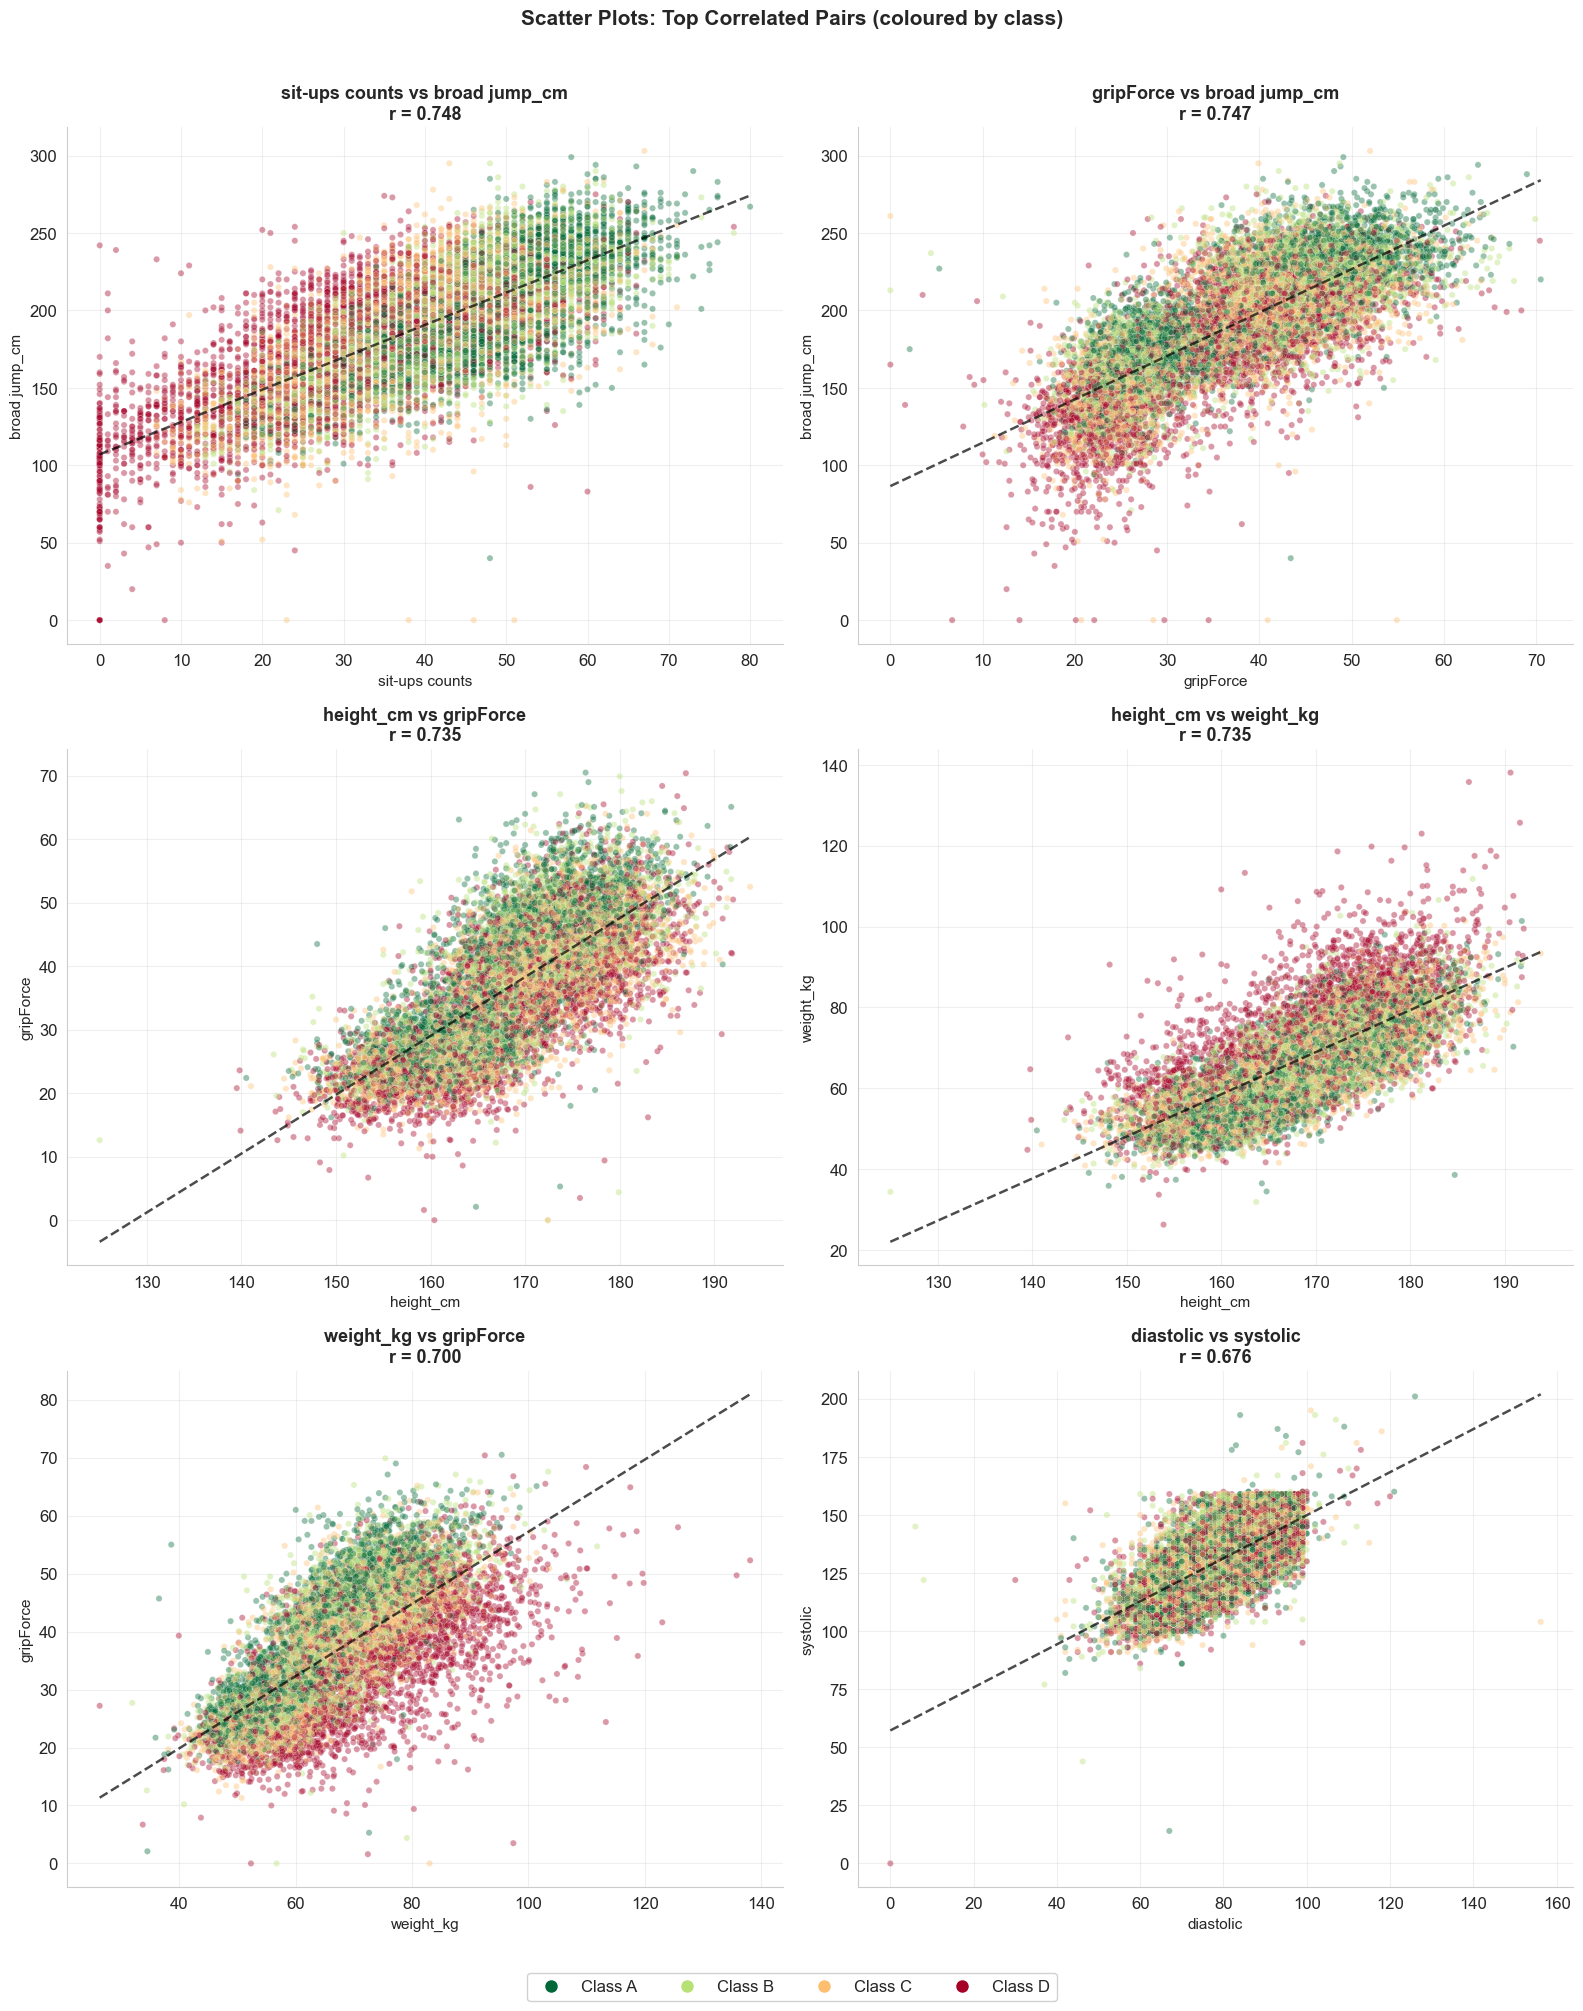 Scatter Plots: Top Correlated Pairs (coloured by class)
sit-ups counts vs broad jump_cm
r = 0.748
broad jump_cm
300
250
200
150
100
50
0
0 10 20 30 40 50 60 70 80
sit-ups counts
gripForce vs broad jump_cm
r = 0.747
broad jump_cm
300
250
200
150
100
50
0
0 10 20 30 40 50 60 70
gripForce
height_cm vs gripForce
r = 0.735
gripForce
70
60
50
40
30
20
10
0
130 140 150 160 170 180 190
height_cm
height_cm vs weight_kg
r = 0.735
weight_kg
140
120
100
80
60
40
20
130 140 150 160 170 180 190
height_cm
weight_kg vs gripForce
r = 0.700
gripForce
80
70
60
50
40
30
20
10
0
40 60 80 100 120 140
weight_kg
diastolic vs systolic
r = 0.676
systolic
200
175
150
125
100
75
50
25
0
0 20 40 60 80 100 120 140 160
diastolic
Class A Class B Class C Class D